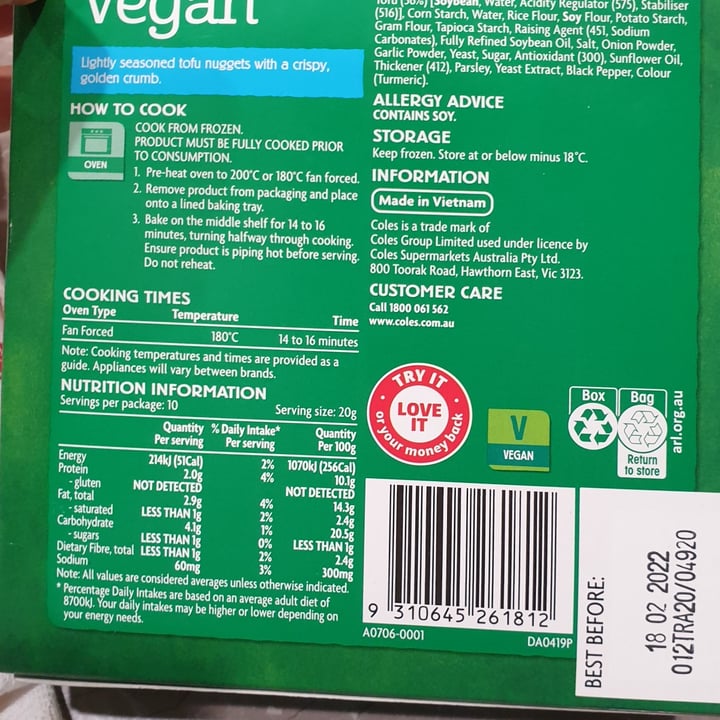 vegan
Lightly seasoned tofu nuggets with a crispy,
golden crumb.
HOW TO COOK
OVEN
COOK FROM FROZEN.
PRODUCT MUST BE FULLY COOKED PRIOR
TO CONSUMPTION.
1. Pre-heat oven to 200°C or 180°C fan forced.
2. Remove product from packaging and place
onto a lined baking tray.
3. Bake on the middle shelf for 14 to 16
minutes, turning halfway through cooking.
Ensure product is piping hot before serving.
Do not reheat.
COOKING TIMES
Oven Type Temperature Time
Fan Forced 180°C 14 to 16 minutes
Note: Cooking temperatures and times are provided as a
guide. Appliances will vary between brands.
NUTRITION INFORMATION
Servings per package: 10 Serving size: 20g
Quantity % Daily Intake* Quantity
Per serving Per serving Per 100g
Energy 214kJ (51Cal) 2% 1070kJ (256Cal)
Protein 2.0g 4% 10.1g
- gluten NOT DETECTED NOT DETECTED
Fat, total 2.9g 4% 14.3g
- saturated LESS THAN 1g 2% 2.4g
Carbohydrate 4.1g 1% 20.5g
- sugars LESS THAN 1g 0% LESS THAN 1g
Dietary Fibre, total LESS THAN 1g 2% 2.4g
Sodium 60mg 3% 300mg
Note: All values are considered averages unless otherwise indicated.
* Percentage Daily Intakes are based on an average adult diet of
8700kJ. Your daily intakes may be higher or lower depending on
your energy needs.
Tofu (56%) [Soybean, Water, Acidity Regulator (575), Stabiliser
(516)], Corn Starch, Water, Rice Flour, Soy Flour, Potato Starch,
Gram Flour, Tapioca Starch, Raising Agent (451, Sodium
Carbonates), Fully Refined Soybean Oil, Salt, Onion Powder,
Garlic Powder, Yeast, Sugar, Antioxidant (300), Sunflower Oil,
Thickener (412), Parsley, Yeast Extract, Black Pepper, Colour
(Turmeric).
ALLERGY ADVICE
CONTAINS SOY.
STORAGE
Keep frozen. Store at or below minus 18°C.
INFORMATION
Made in Vietnam
Coles is a trade mark of
Coles Group Limited used under licence by
Coles Supermarkets Australia Pty Ltd.
800 Toorak Road, Hawthorn East, Vic 3123.
CUSTOMER CARE
Call 1800 061 562
www.coles.com.au
TRY IT
LOVE
IT
or your money back
V
VEGAN
Box Bag
Return
to store
arl.org.au
9 310645 261812
A0706-0001 DA0419P
BEST BEFORE:
18 02 2022
012TRA20/04920